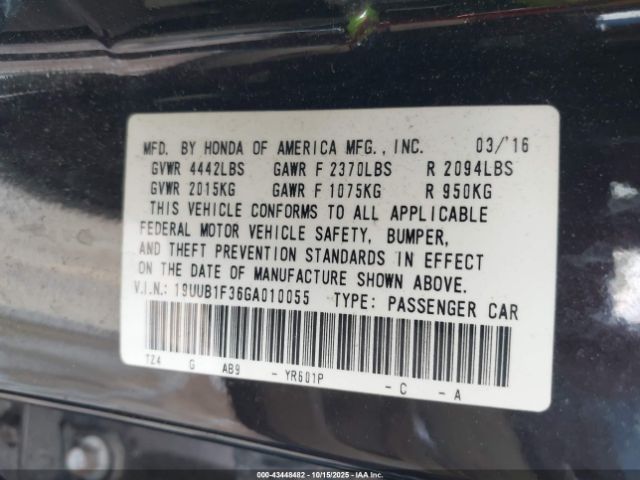 MFD. BY HONDA OF AMERICA MFG., INC. 03/'16
GVWR 4442LBS GAWR F 2370LBS R 2094LBS
GVWR 2015KG GAWR F 1075KG R 950KG
THIS VEHICLE CONFORMS TO ALL APPLICABLE
FEDERAL MOTOR VEHICLE SAFETY, BUMPER,
AND THEFT PREVENTION STANDARDS IN EFFECT
ON THE DATE OF MANUFACTURE SHOWN ABOVE.
V.I.N.: 19UUB1F36GA010055 TYPE: PASSENGER CAR
TZ4 G AB9 - YR601P - C - A
000-43448482 - 10/15/2025 - IAA Inc.